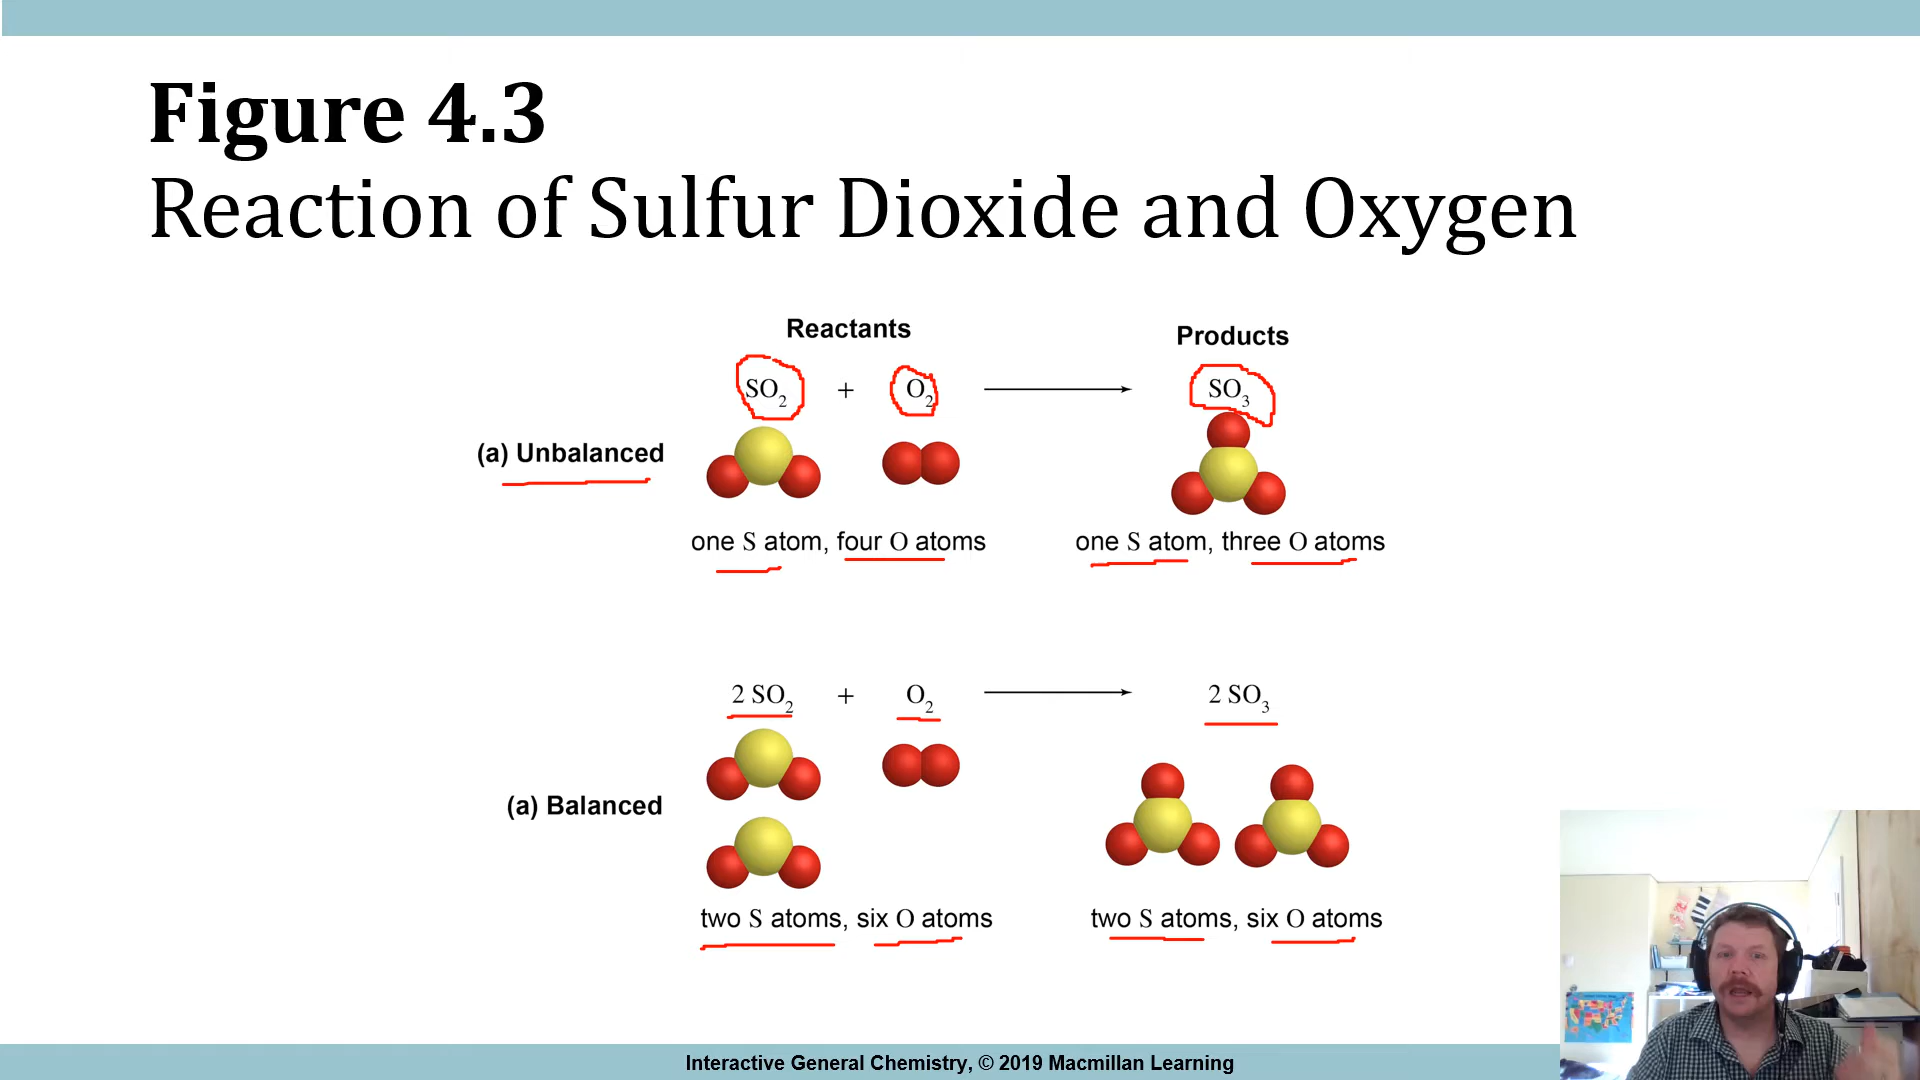 Figure 4.3
Reaction of Sulfur Dioxide and Oxygen
Reactants
Products
SO₂ + O₂ ⟶ SO₃
(a) Unbalanced
one S atom, four O atoms
one S atom, three O atoms
2 SO₂ + O₂ ⟶ 2 SO₃
(a) Balanced
two S atoms, six O atoms
two S atoms, six O atoms
Interactive General Chemistry, © 2019 Macmillan Learning